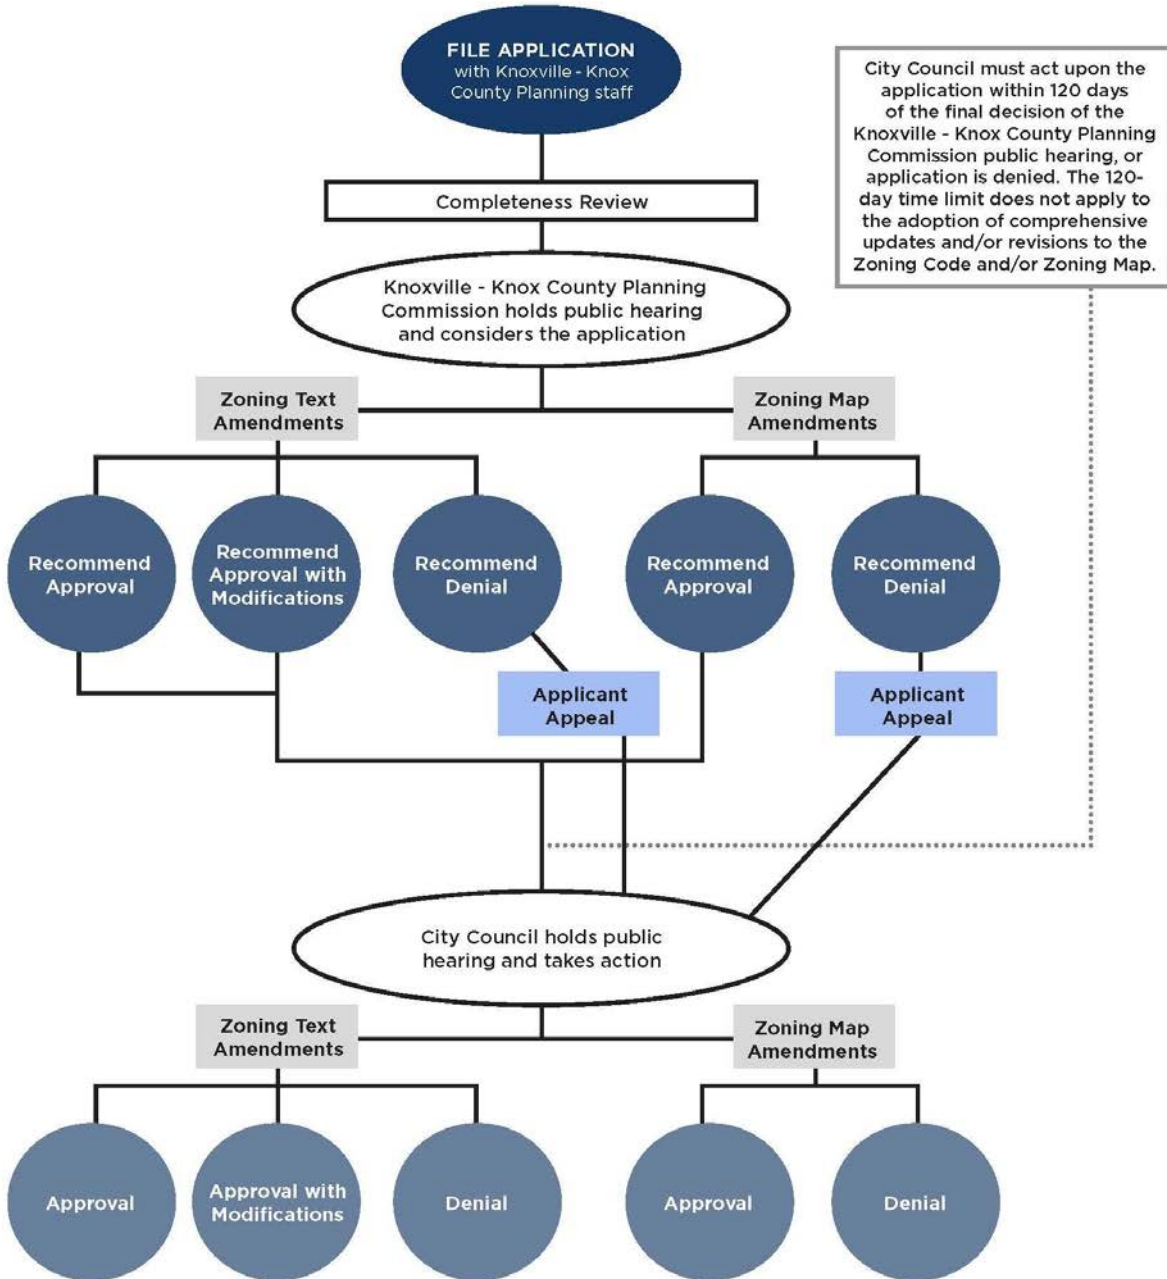 FILE APPLICATION
with Knoxville - Knox
County Planning staff
City Council must act upon the
application within 120 days
of the final decision of the
Knoxville - Knox County Planning
Commission public hearing, or
application is denied. The 120-
day time limit does not apply to
the adoption of comprehensive
updates and/or revisions to the
Zoning Code and/or Zoning Map.
Completeness Review
Knoxville - Knox County Planning
Commission holds public hearing
and considers the application
Zoning Text
Amendments
Zoning Map
Amendments
Recommend
Approval
Recommend
Approval with
Modifications
Recommend
Denial
Recommend
Approval
Recommend
Denial
Applicant
Appeal
Applicant
Appeal
City Council holds public
hearing and takes action
Zoning Text
Amendments
Zoning Map
Amendments
Approval
Approval with
Modifications
Denial
Approval
Denial